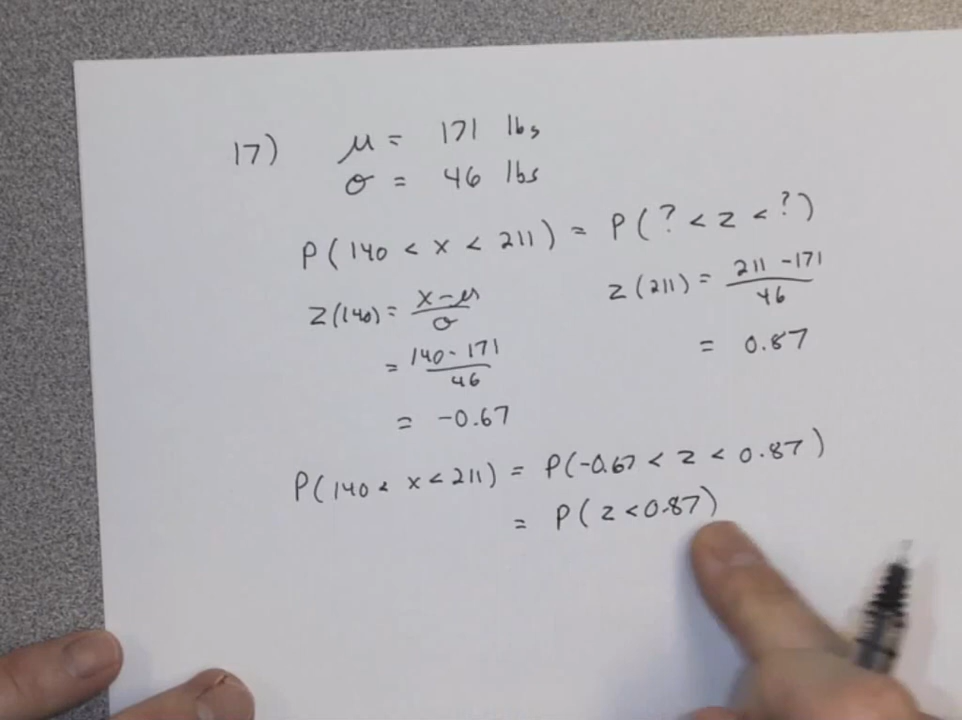 17) μ = 171 lbs
σ = 46 lbs
P(140 < x < 211) = P(? < z < ?)
z(140) = (x-μ)/σ z(211) = (211-171)/46
= (140-171)/46 = 0.87
= -0.67
P(140 < x < 211) = P(-0.67 < z < 0.87)
= P(z < 0.87)